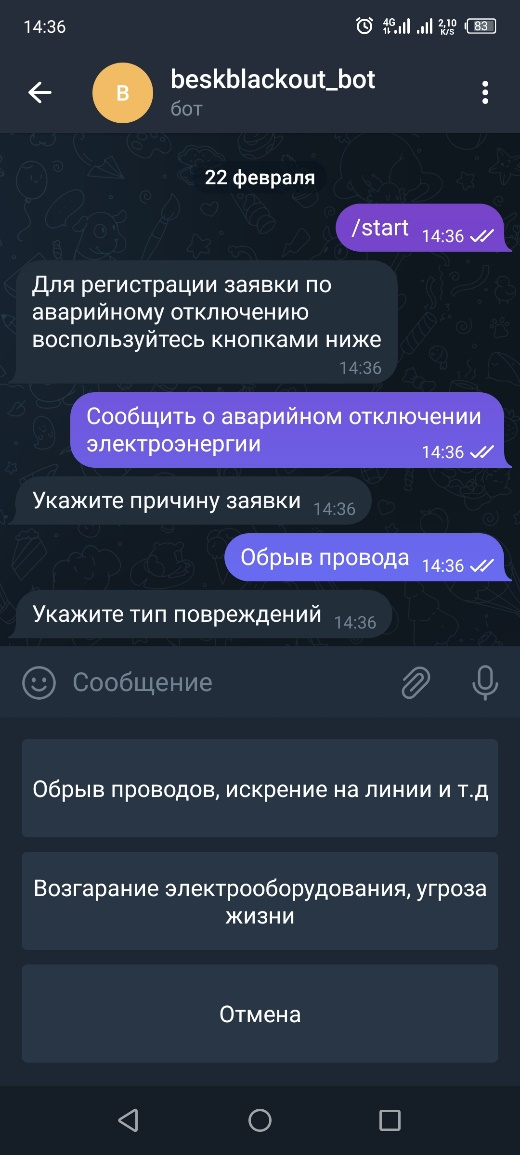 14:36
4G
2,10
K/S
83
B
beskblackout_bot
бот
22 февраля
/start 14:36
Для регистрации заявки по
аварийному отключению
воспользуйтесь кнопками ниже
14:36
Сообщить о аварийном отключении
электроэнергии 14:36
Укажите причину заявки 14:36
Обрыв провода 14:36
Укажите тип повреждений 14:36
Сообщение
Обрыв проводов, искрение на линии и т.д
Возгарание электрооборудования, угроза
жизни
Отмена